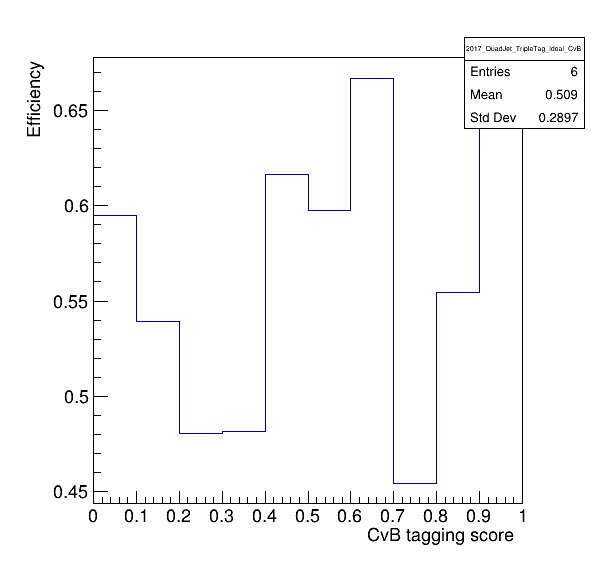 2017_QuadJet_TripleTag_Ideal_CvB
Entries 6
Mean 0.509
Std Dev 0.2897
Efficiency
0.65
0.6
0.55
0.5
0.45
0 0.1 0.2 0.3 0.4 0.5 0.6 0.7 0.8 0.9 1
CvB tagging score